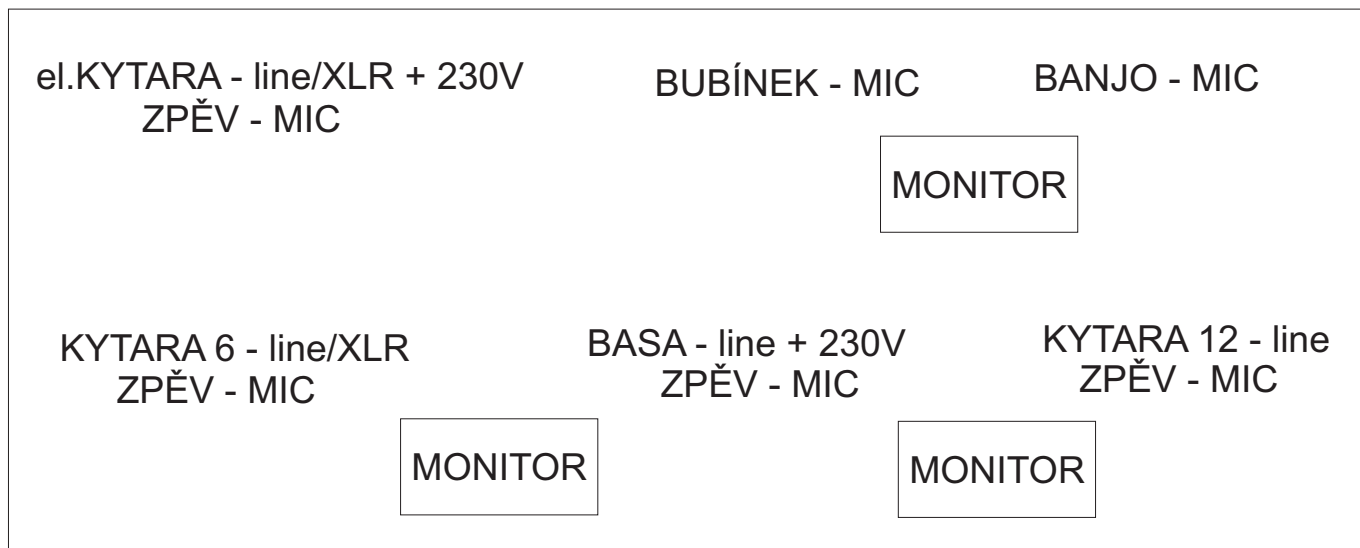 el.KYTARA - line/XLR + 230V
ZPĚV - MIC
BUBÍNEK - MIC
BANJO - MIC
MONITOR
KYTARA 6 - line/XLR
ZPĚV - MIC
BASA - line + 230V
ZPĚV - MIC
KYTARA 12 - line
ZPĚV - MIC
MONITOR
MONITOR